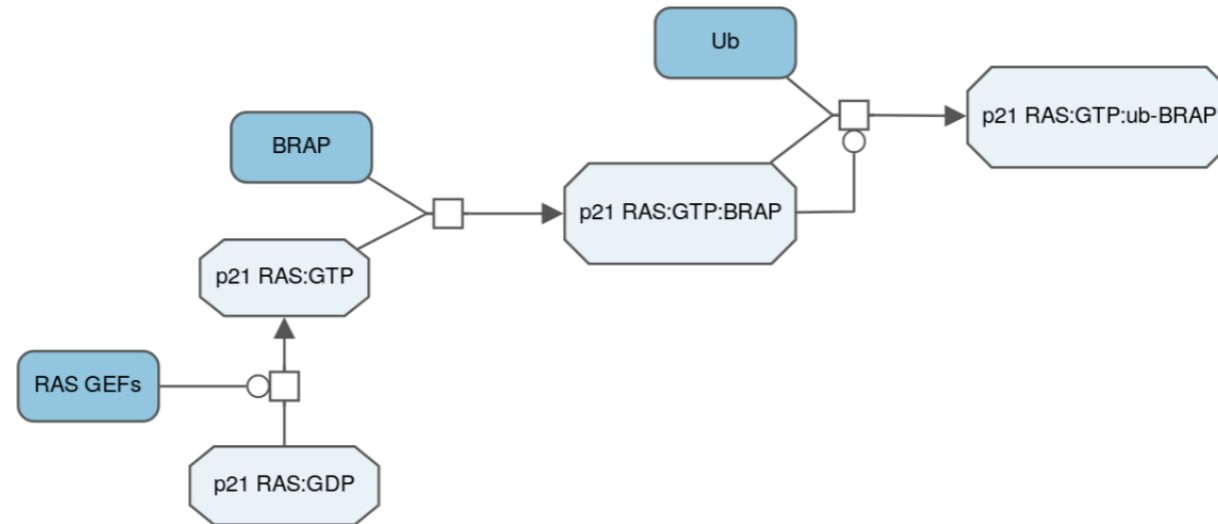 Ub
p21 RAS:GTP:ub-BRAP
BRAP
p21 RAS:GTP:BRAP
p21 RAS:GTP
RAS GEFs
p21 RAS:GDP